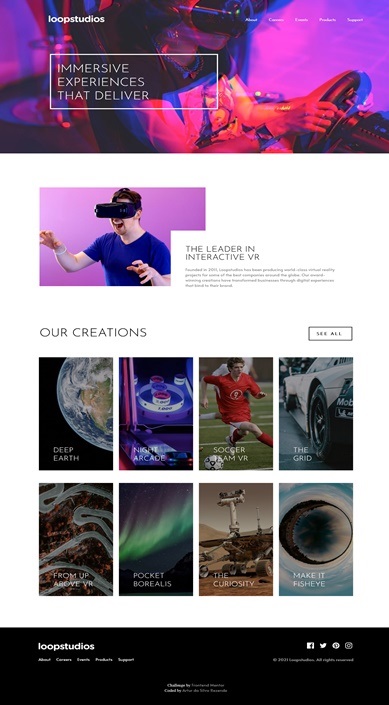 loopstudios
About Careers Events Products Support
IMMERSIVE
EXPERIENCES
THAT DELIVER
THE LEADER IN
INTERACTIVE VR
Founded in 2011, Loopstudios has been producing world-class virtual reality
projects for some of the best companies around the globe. Our award-
winning creations have transformed businesses through digital experiences
that bind to their brand.
OUR CREATIONS
SEE ALL
DEEP
EARTH
NIGHT
ARCADE
SOCCER
TEAM VR
THE
GRID
FROM UP
ABOVE VR
POCKET
BOREALIS
THE
CURIOSITY
MAKE IT
FISHEYE
loopstudios
About Careers Events Products Support
© 2021 Loopstudios. All rights reserved.
Challenge by Frontend Mentor.
Coded by Artur da Silva Resende.